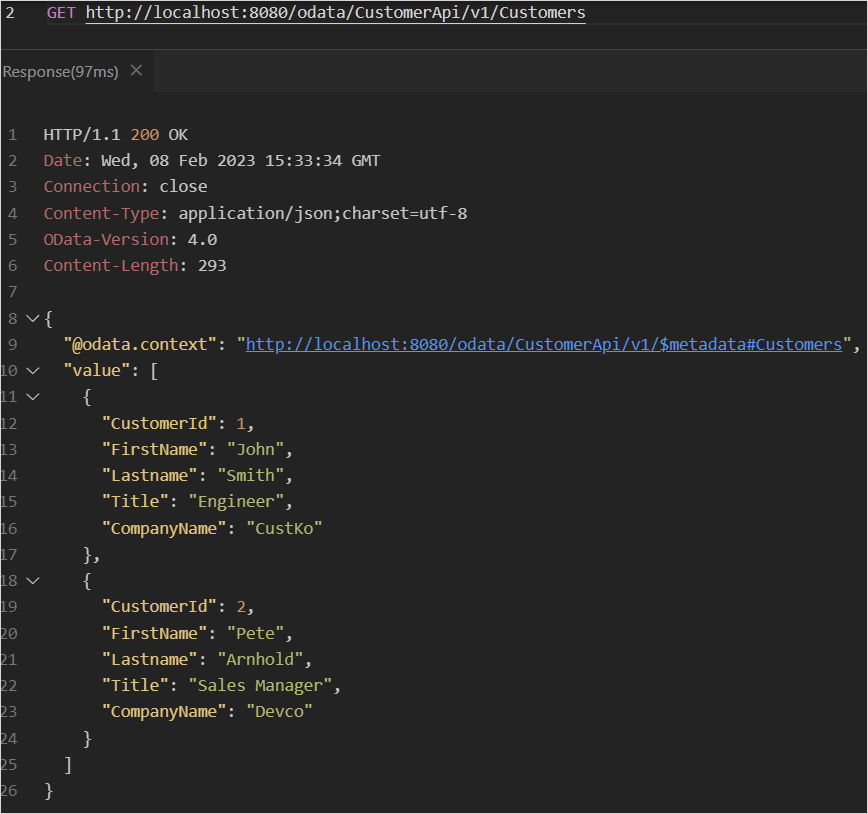 2 GET http://localhost:8080/odata/CustomerApi/v1/Customers
Response(97ms) ×
1 HTTP/1.1 200 OK
2 Date: Wed, 08 Feb 2023 15:33:34 GMT
3 Connection: close
4 Content-Type: application/json;charset=utf-8
5 OData-Version: 4.0
6 Content-Length: 293
7
8 {
9 "@odata.context": "http://localhost:8080/odata/CustomerApi/v1/$metadata#Customers",
10 "value": [
11 {
12 "CustomerId": 1,
13 "FirstName": "John",
14 "Lastname": "Smith",
15 "Title": "Engineer",
16 "CompanyName": "CustKo"
17 },
18 {
19 "CustomerId": 2,
20 "FirstName": "Pete",
21 "Lastname": "Arnhold",
22 "Title": "Sales Manager",
23 "CompanyName": "Devco"
24 }
25 ]
26 }